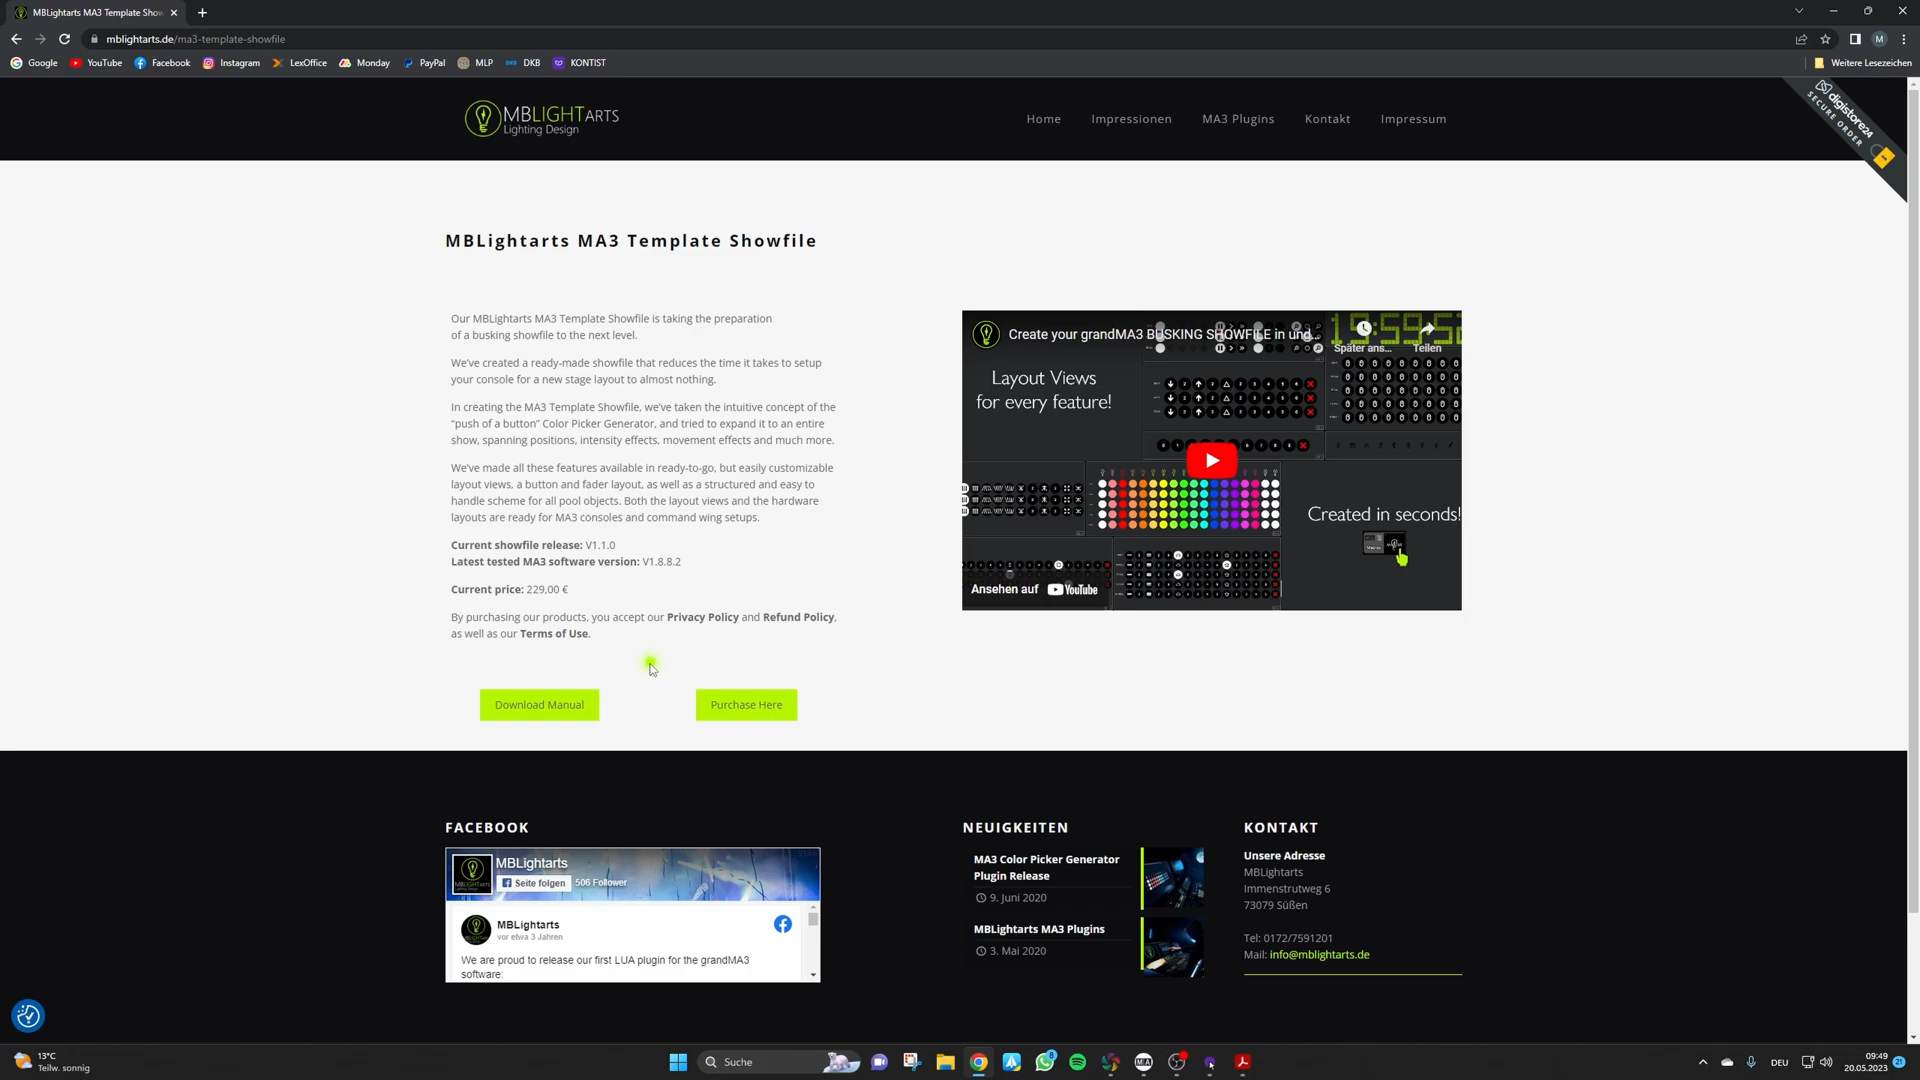 MBLightarts MA3 Template Show
mblightarts.de/ma3-template-showfile
M
Google YouTube Facebook Instagram LexOffice Monday PayPal MLP DKB KONTIST
Weitere Lesezeichen
MBLIGHTARTS
Lighting Design
Home Impressionen MA3 Plugins Kontakt Impressum
digistore24
SECURE ORDER
MBLightarts MA3 Template Showfile
Our MBLightarts MA3 Template Showfile is taking the preparation
of a busking showfile to the next level.
We've created a ready-made showfile that reduces the time it takes to setup
your console for a new stage layout to almost nothing.
In creating the MA3 Template Showfile, we've taken the intuitive concept of the
"push of a button" Color Picker Generator, and tried to expand it to an entire
show, spanning positions, intensity effects, movement effects and much more.
We've made all these features available in ready-to-go, but easily customizable
layout views, a button and fader layout, as well as a structured and easy to
handle scheme for all pool objects. Both the layout views and the hardware
layouts are ready for MA3 consoles and command wing setups.
Current showfile release: V1.1.0
Latest tested MA3 software version: V1.8.8.2
Current price: 229,00 €
By purchasing our products, you accept our Privacy Policy and Refund Policy,
as well as our Terms of Use.
Download Manual
Purchase Here
Create your grandMA3 BUSKING SHOWFILE in und...
Später ans...
Teilen
Layout Views
for every feature!
Created in seconds!
Ansehen auf YouTube
FACEBOOK
MBLightarts
Seite folgen
506 Follower
MBLightarts
vor etwa 3 Jahren
We are proud to release our first LUA plugin for the grandMA3
software:
NEUIGKEITEN
MA3 Color Picker Generator
Plugin Release
9. Juni 2020
MBLightarts MA3 Plugins
3. Mai 2020
KONTAKT
Unsere Adresse
MBLightarts
Immenstrutweg 6
73079 Süßen
Tel: 0172/7591201
Mail: info@mblightarts.de
13°C
Teilw. sonnig
Suche
8
DEU
09:49
20.05.2023
21